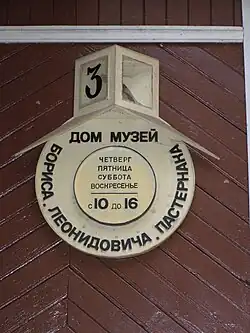 3
ДОМ МУЗЕЙ
БОРИСА. ЛЕОНИДОВИЧА. ПАСТЕРНАКА
ЧЕТВЕРГ
ПЯТНИЦА
СУББОТА
ВОСКРЕСЕНЬЕ
С 10 ДО 16